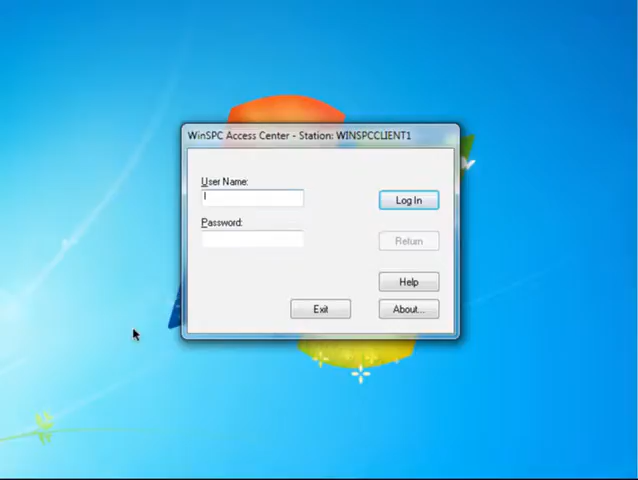 WinSPC Access Center - Station: WINSPCCLIENT1
User Name:
Log In
Password:
Return
Help
Exit
About...